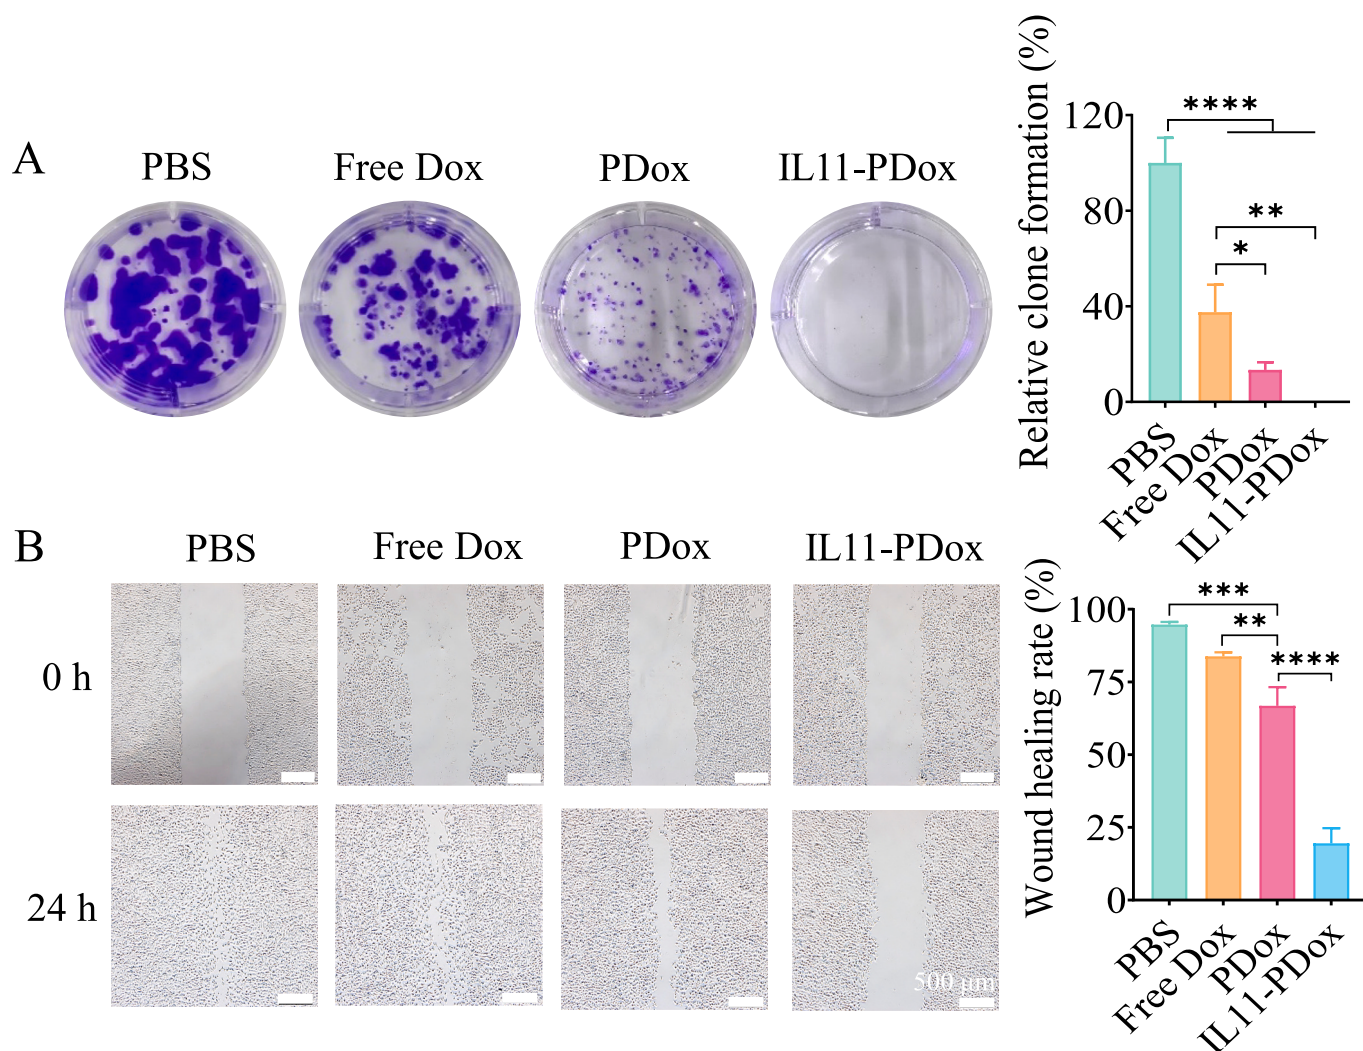 A
PBS
Free Dox
PDox
IL11-PDox
Relative clone formation (%)
120
80
40
0
****
**
*
PBS
Free Dox
PDox
IL11-PDox
B
PBS
Free Dox
PDox
IL11-PDox
0 h
24 h
500 μm
Wound healing rate (%)
100
75
50
25
0
***
**
****
PBS
Free Dox
PDox
IL11-PDox